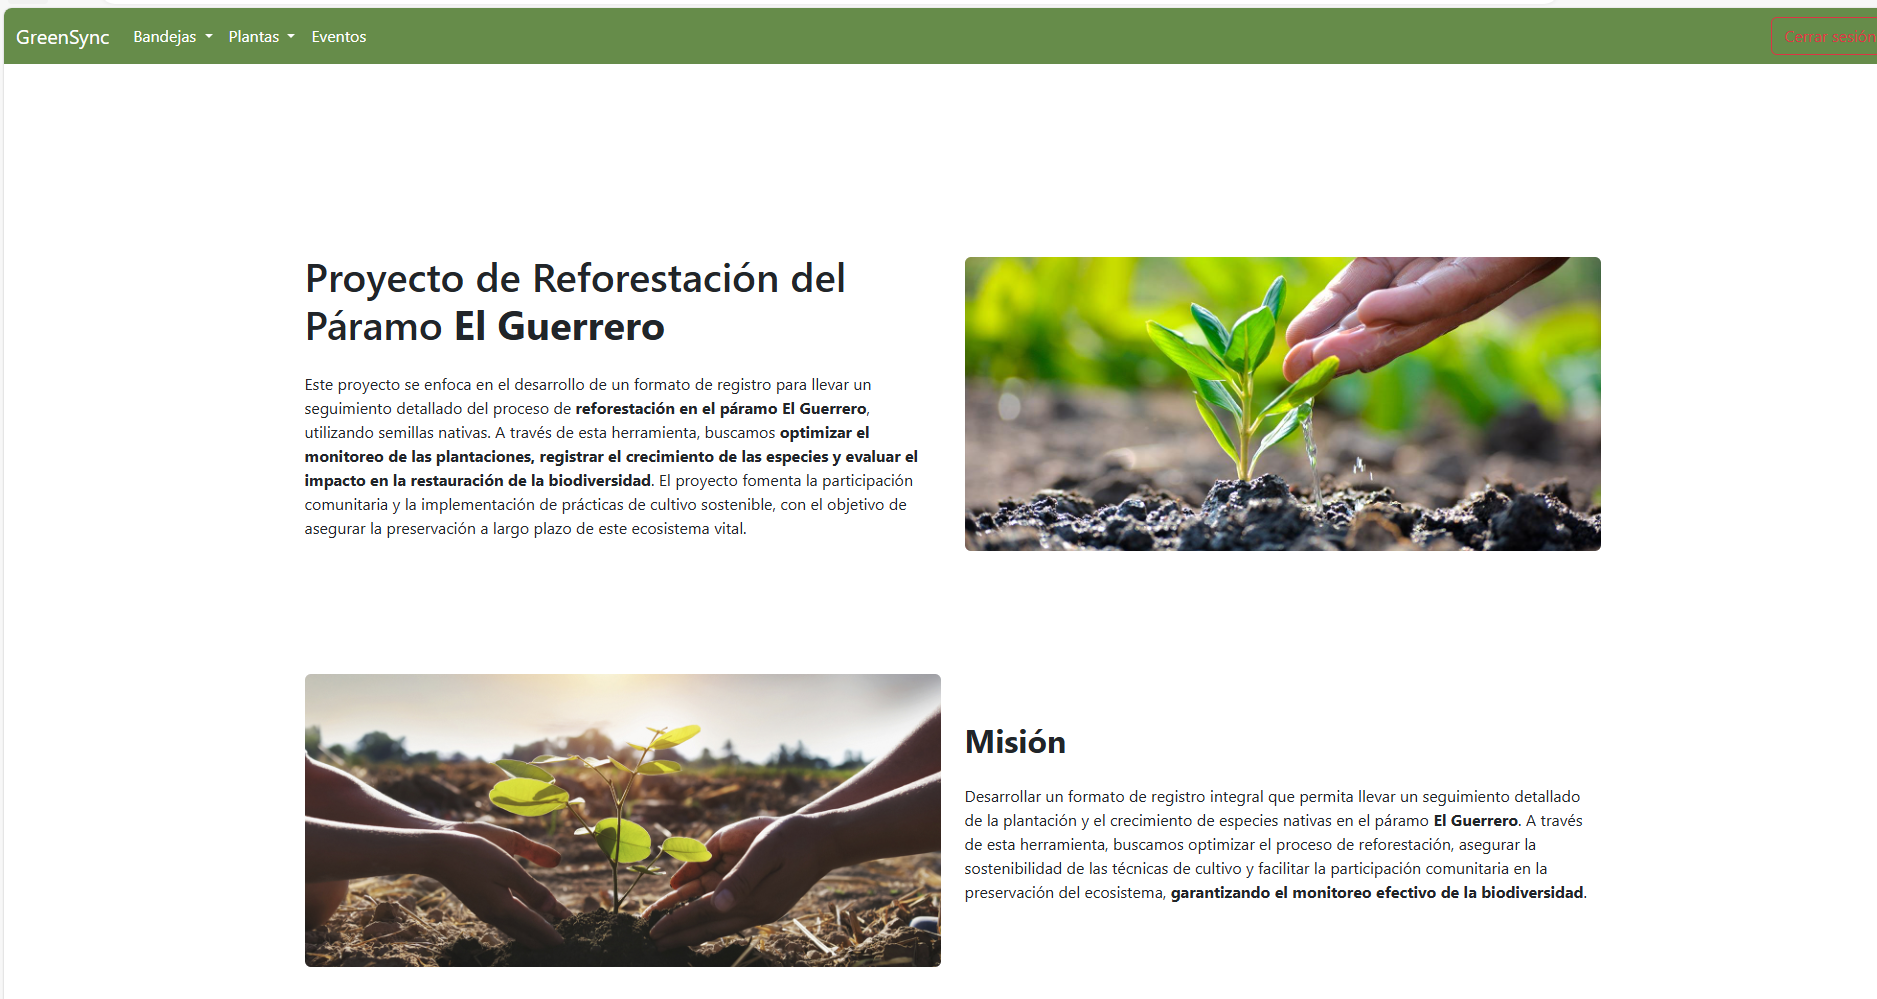 GreenSync Bandejas Plantas Eventos Cerrar sesión
Proyecto de Reforestación del
Páramo El Guerrero
Este proyecto se enfoca en el desarrollo de un formato de registro para llevar un
seguimiento detallado del proceso de reforestación en el páramo El Guerrero,
utilizando semillas nativas. A través de esta herramienta, buscamos optimizar el
monitoreo de las plantaciones, registrar el crecimiento de las especies y evaluar el
impacto en la restauración de la biodiversidad. El proyecto fomenta la participación
comunitaria y la implementación de prácticas de cultivo sostenible, con el objetivo de
asegurar la preservación a largo plazo de este ecosistema vital.
Misión
Desarrollar un formato de registro integral que permita llevar un seguimiento detallado
de la plantación y el crecimiento de especies nativas en el páramo El Guerrero. A través
de esta herramienta, buscamos optimizar el proceso de reforestación, asegurar la
sostenibilidad de las técnicas de cultivo y facilitar la participación comunitaria en la
preservación del ecosistema, garantizando el monitoreo efectivo de la biodiversidad.